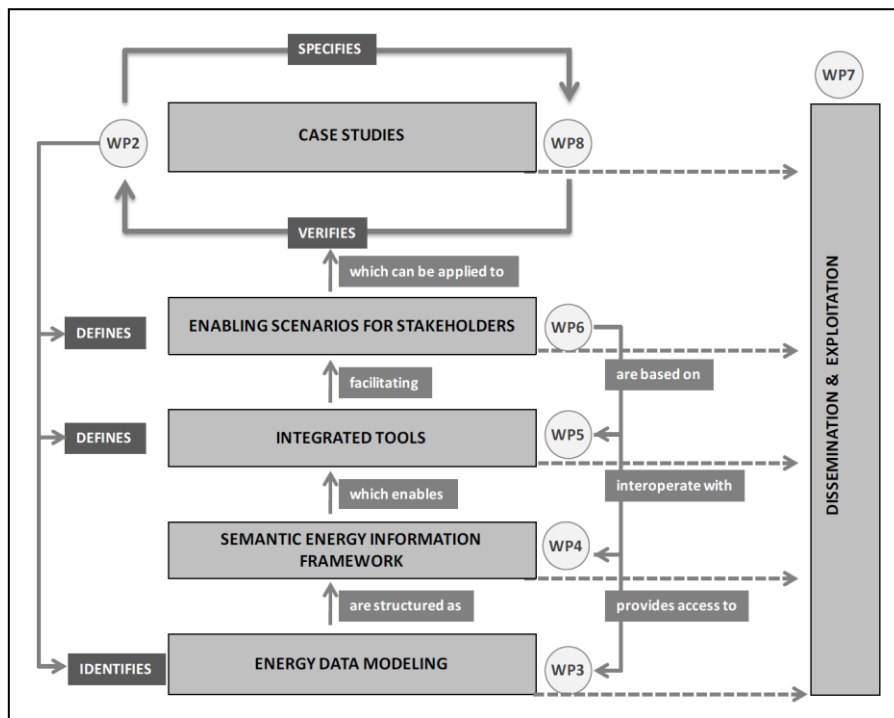 SPECIFIES
WP7
WP2
CASE STUDIES
WP8
VERIFIES
which can be applied to
DEFINES
ENABLING SCENARIOS FOR STAKEHOLDERS
WP6
are based on
facilitating
DEFINES
INTEGRATED TOOLS
WP5
which enables
interoperate with
SEMANTIC ENERGY INFORMATION
FRAMEWORK
WP4
are structured as
provides access to
IDENTIFIES
ENERGY DATA MODELING
WP3
DISSEMINATION & EXPLOITATION